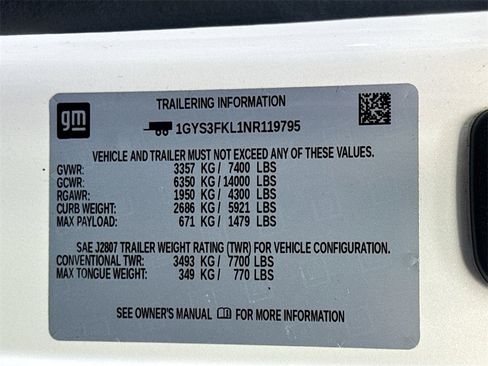 gm
TRAILERING INFORMATION
1GYS3FKL1NR119795
VEHICLE AND TRAILER MUST NOT EXCEED ANY OF THESE VALUES.
GVWR: 3357 KG / 7400 LBS
GCWR: 6350 KG / 14000 LBS
RGAWR: 1950 KG / 4300 LBS
CURB WEIGHT: 2686 KG / 5921 LBS
MAX PAYLOAD: 671 KG / 1479 LBS
SAE J2807 TRAILER WEIGHT RATING (TWR) FOR VEHICLE CONFIGURATION.
CONVENTIONAL TWR: 3493 KG / 7700 LBS
MAX TONGUE WEIGHT: 349 KG / 770 LBS
SEE OWNER'S MANUAL FOR MORE INFORMATION